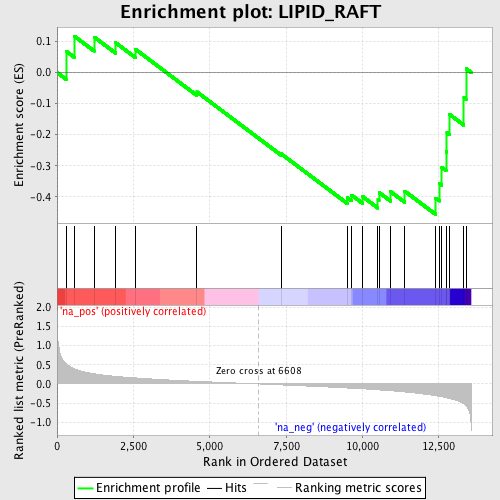 Enrichment plot: LIPID_RAFT
Enrichment score (ES)
0.1
0.0
-0.1
-0.2
-0.3
-0.4
'na_pos' (positively correlated)
Ranked list metric (PreRanked)
2.0
1.5
1.0
0.5
0.0
-0.5
-1.0
Zero cross at 6608
'na_neg' (negatively correlated)
0
2,500
5,000
7,500
10,000
12,500
Rank in Ordered Dataset
Enrichment profile
Hits
Ranking metric scores